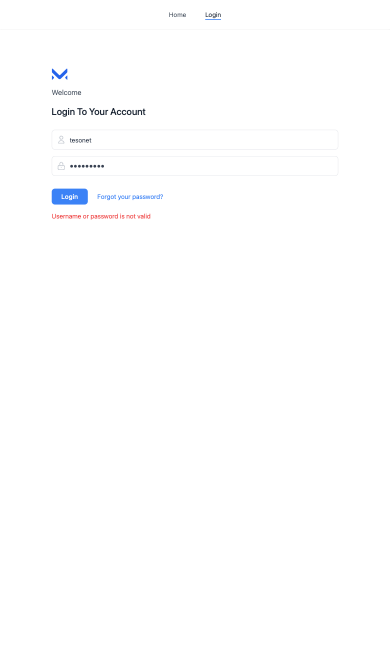 Home Login
Welcome
Login To Your Account
tesonet
•••••••••
Login Forgot your password?
Username or password is not valid